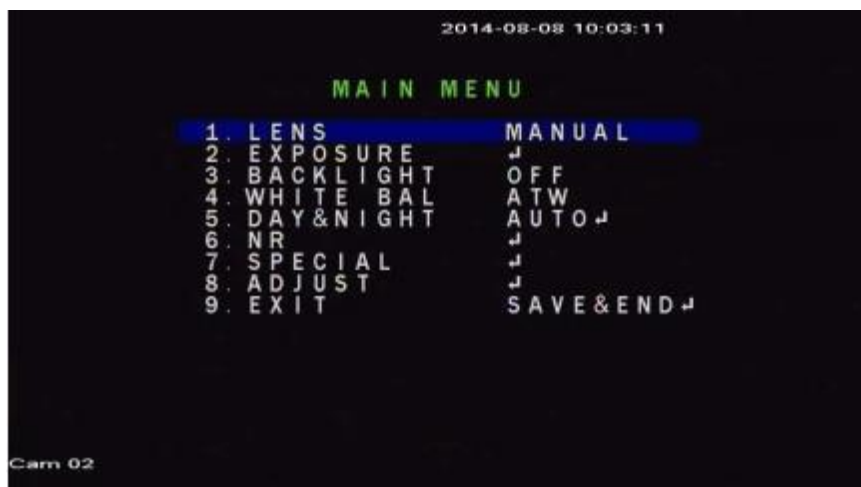 2014-08-08 10:03:11
MAIN MENU
1. LENS MANUAL
2. EXPOSURE ↵
3. BACKLIGHT OFF
4. WHITE BAL ATW
5. DAY&NIGHT AUTO↵
6. NR ↵
7. SPECIAL ↵
8. ADJUST ↵
9. EXIT SAVE&END↵
Cam 02